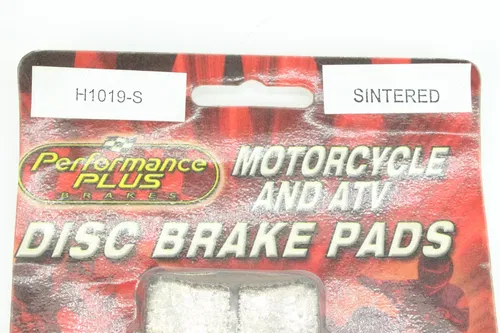 H1019-S
SINTERED
Performance
PLUS
BRAKES
MOTORCYCLE
AND ATV
DISC BRAKE PADS